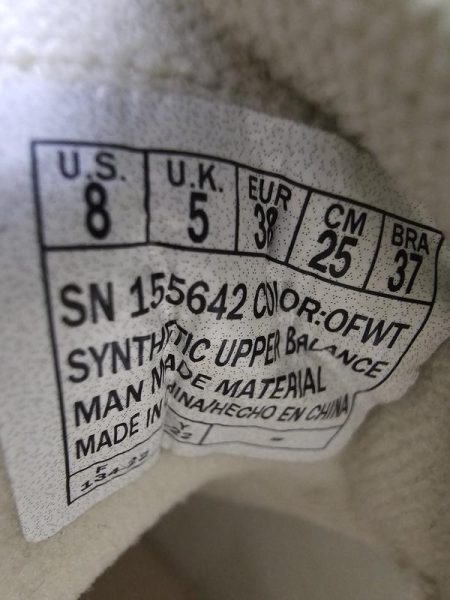 U.S. U.K. EUR CM BRA
8 5 38 25 37
SN 155642 COLOR:OFWT
SYNTHETIC UPPER BALANCE
MAN MADE MATERIAL
MADE IN CHINA/HECHO EN CHINA
F Y -